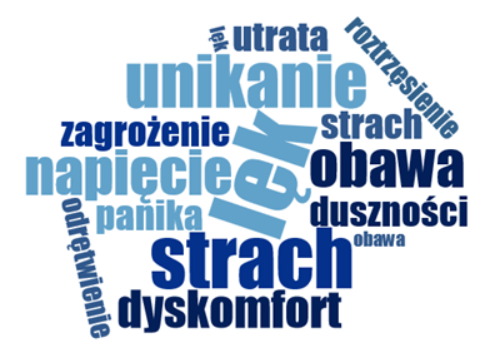 lęk
utrata
roztrzęsienie
unikanie
strach
zagrożenie
lęk
obawa
napięcie
panika
duszności
odrętwienie
strach
obawa
dyskomfort